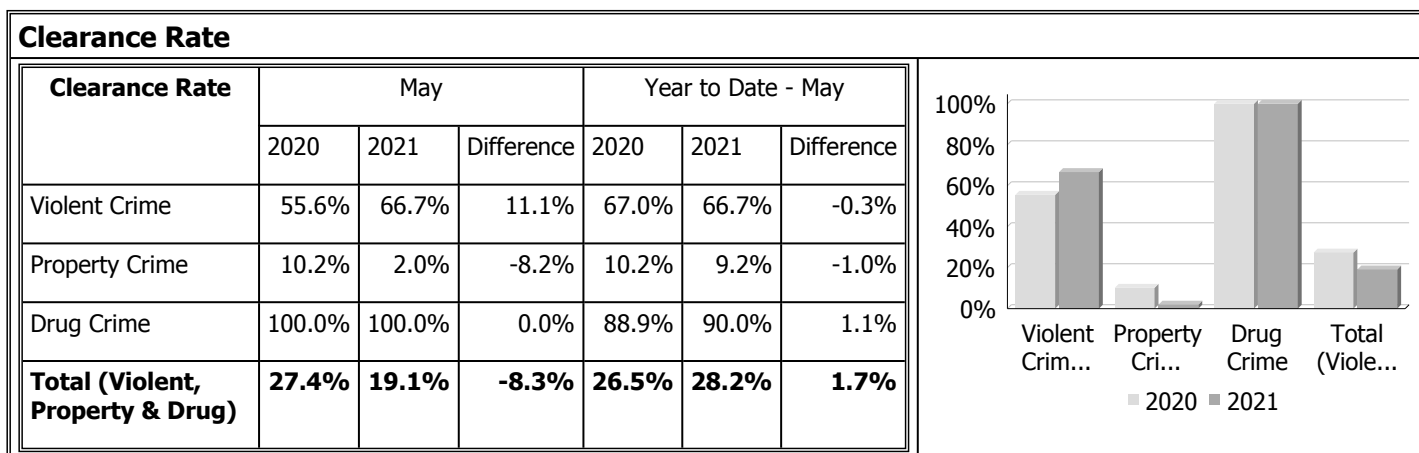 Clearance Rate
Clearance Rate May Year to Date - May
2020 2021 Difference 2020 2021 Difference
Violent Crime 55.6% 66.7% 11.1% 67.0% 66.7% -0.3%
Property Crime 10.2% 2.0% -8.2% 10.2% 9.2% -1.0%
Drug Crime 100.0% 100.0% 0.0% 88.9% 90.0% 1.1%
Total (Violent, 27.4% 19.1% -8.3% 26.5% 28.2% 1.7%
Property & Drug)
100%
80%
60%
40%
20%
0%
Violent Property Drug Total
Crim... Cri... Crime (Viole...
2020 2021